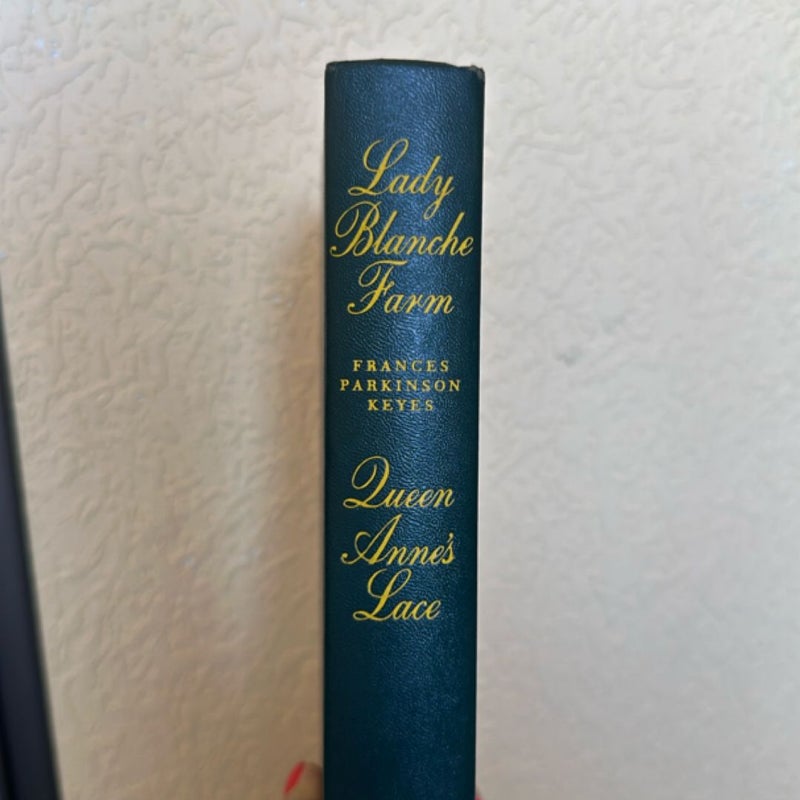 Lady
Blanche
Farm
FRANCES
PARKINSON
KEYES
Queen
Anne's
Lace